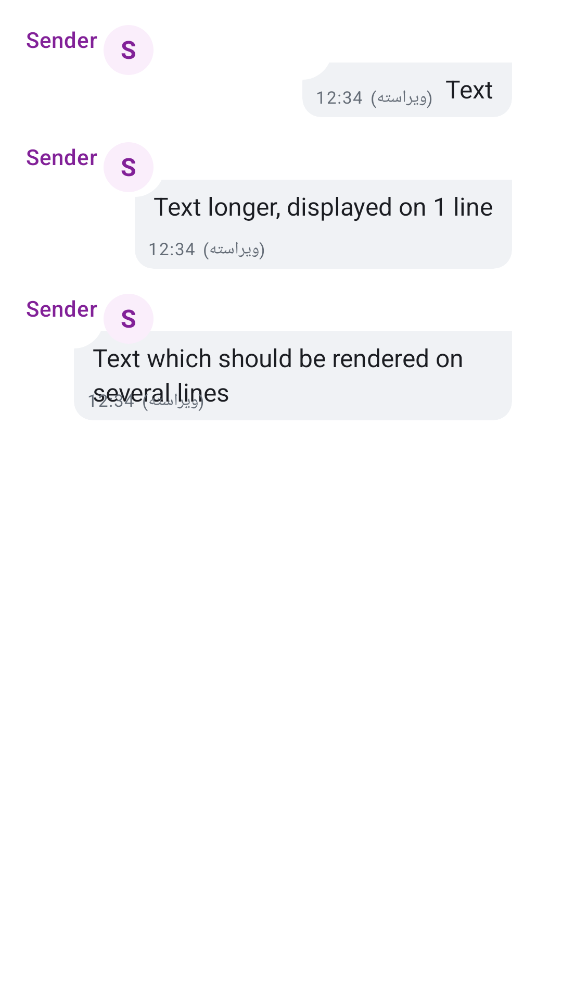 Sender
S
Text
12:34 (ویراسته)
Sender
S
Text longer, displayed on 1 line
12:34 (ویراسته)
Sender
S
Text which should be rendered on
several lines
12:34 (ویراسته)